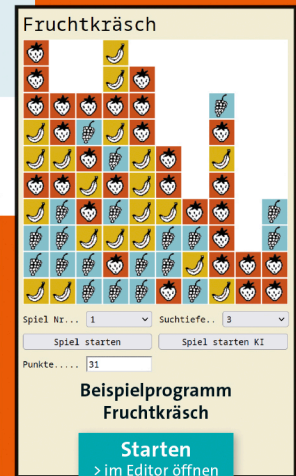 Fruchtkräsch
Spiel Nr... 1 Suchtiefe.. 3
Spiel starten Spiel starten KI
Punkte..... 31
Beispielprogramm
Fruchtkräsch
Starten
> im Editor öffnen